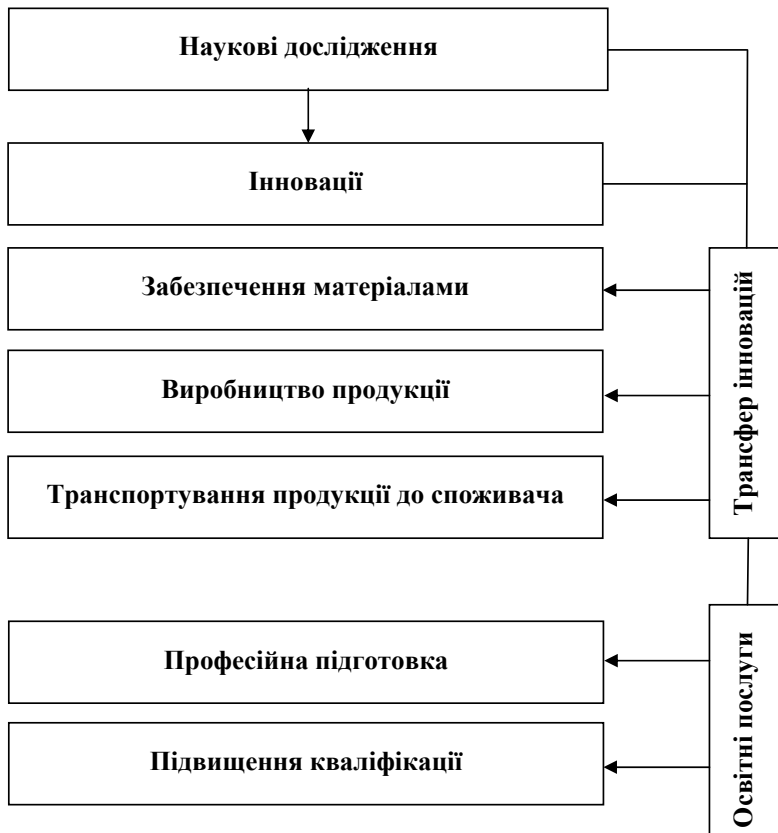 Наукові дослідження
Інновації
Забезпечення матеріалами
Виробництво продукції
Транспортування продукції до споживача
Трансфер інновацій
Професійна підготовка
Підвищення кваліфікації
Освітні послуги